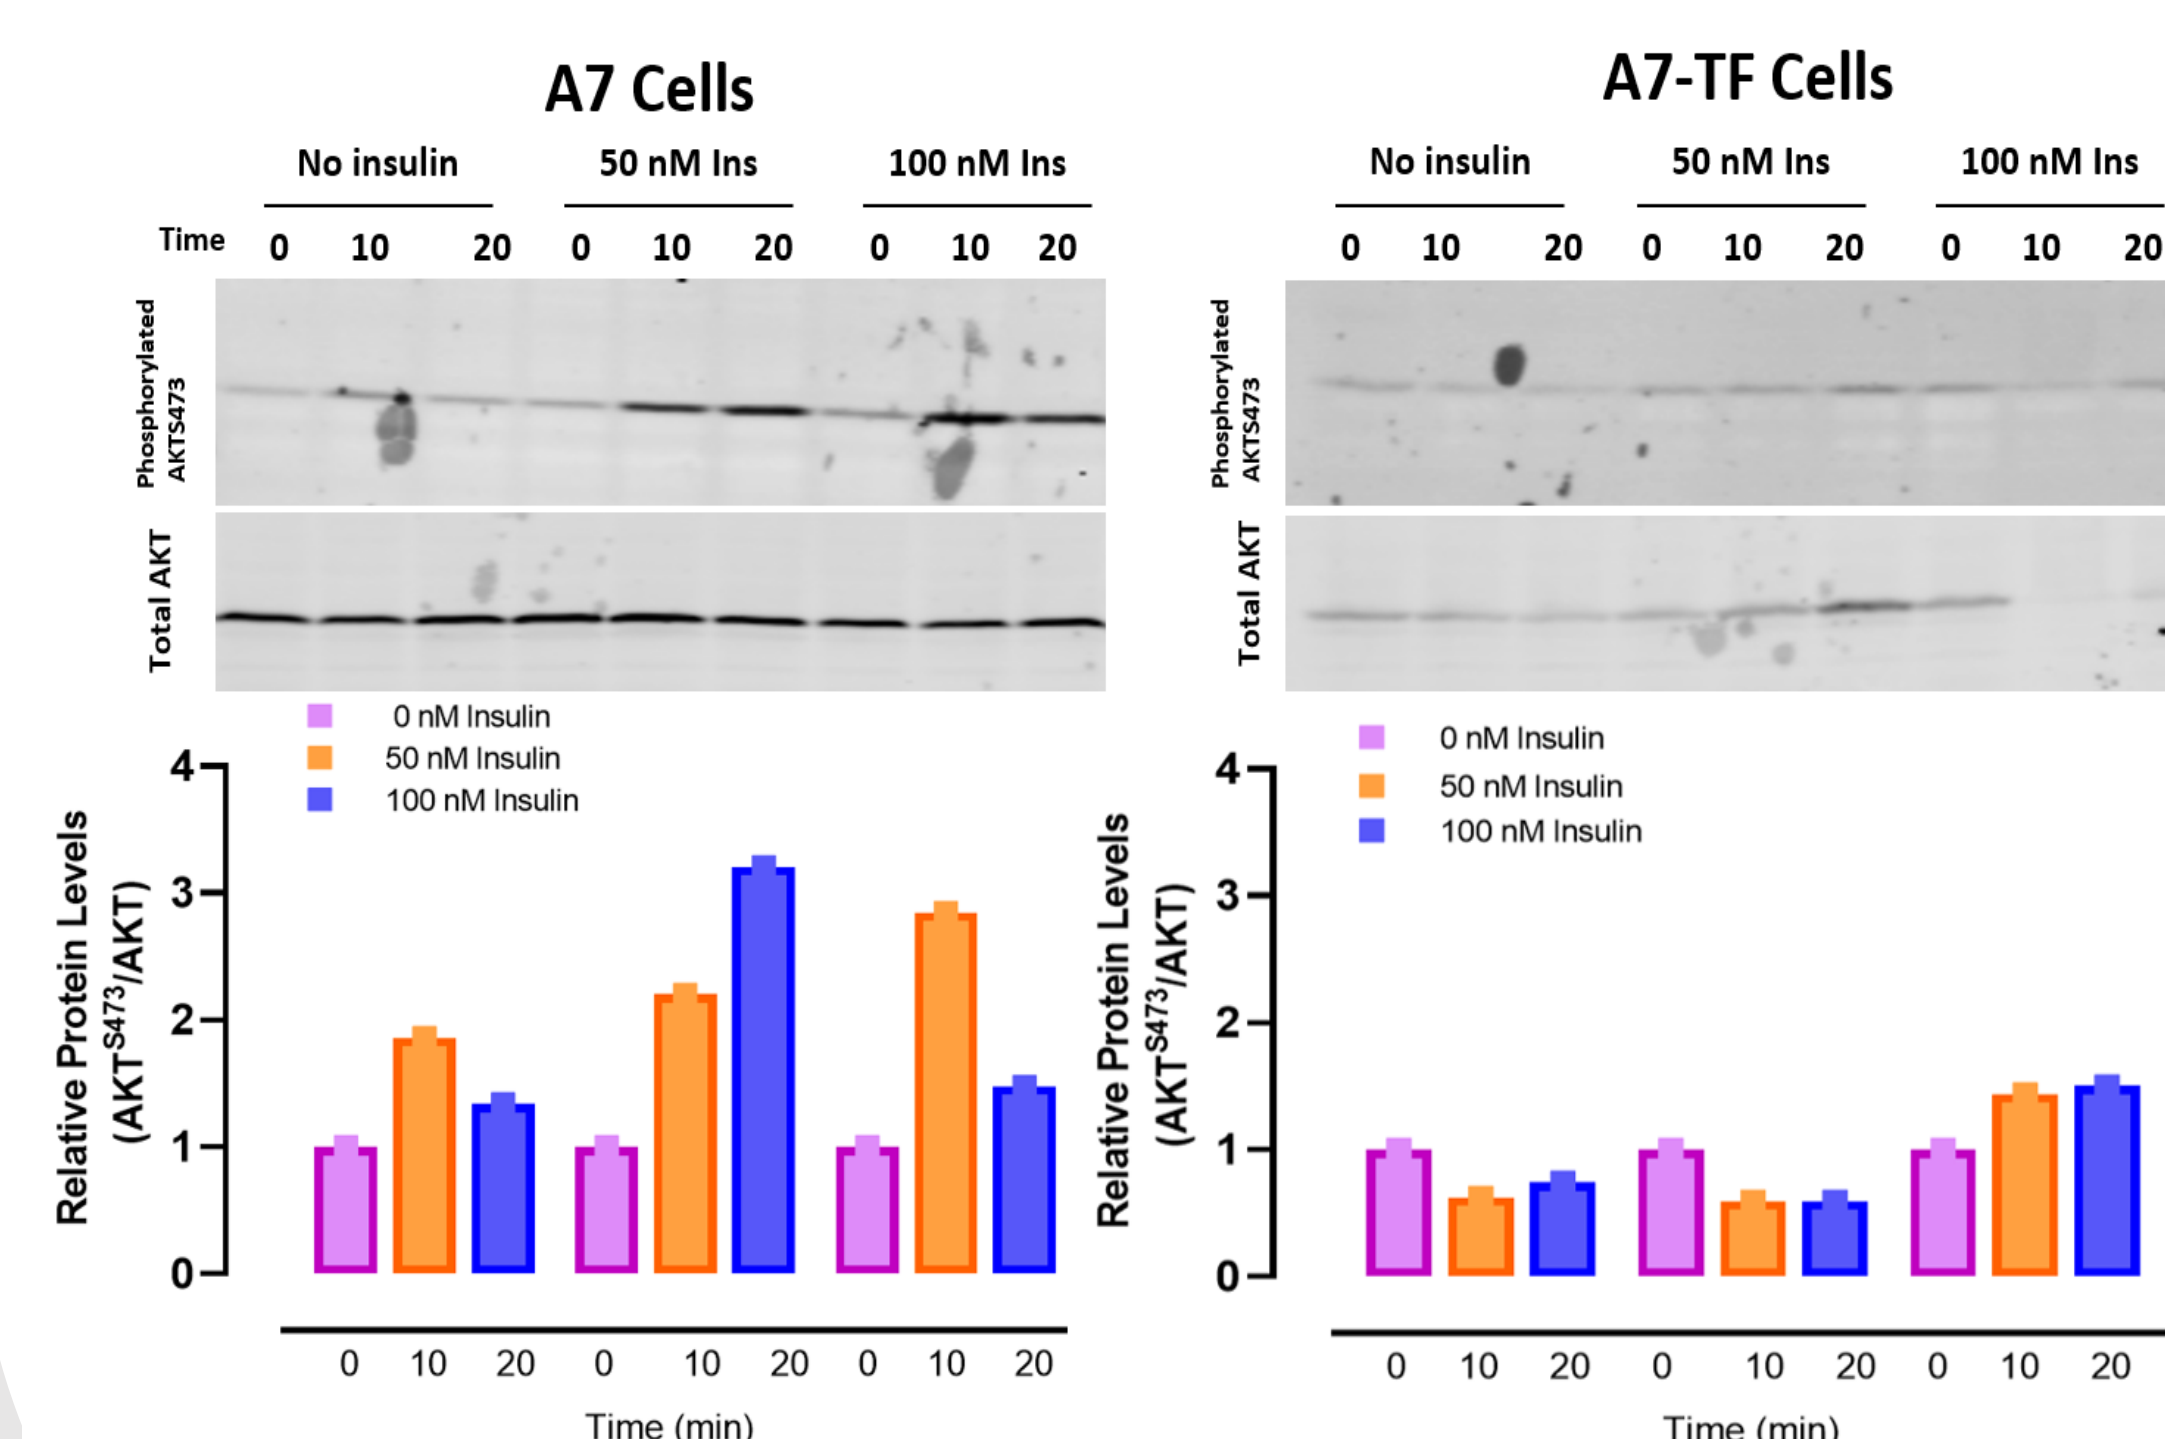 A7 Cells
No insulin 50 nM Ins 100 nM Ins
Time 0 10 20 0 10 20 0 10 20
Phosphorylated
AKTS473
Total AKT
0 nM Insulin
50 nM Insulin
100 nM Insulin
Relative Protein Levels
(AKTS473/AKT)
4
3
2
1
0
0 10 20 0 10 20 0 10 20
Time (min)
A7-TF Cells
No insulin 50 nM Ins 100 nM Ins
0 10 20 0 10 20 0 10 20
Phosphorylated
AKTS473
Total AKT
0 nM Insulin
50 nM Insulin
100 nM Insulin
Relative Protein Levels
(AKTS473/AKT)
4
3
2
1
0
0 10 20 0 10 20 0 10 20
Time (min)